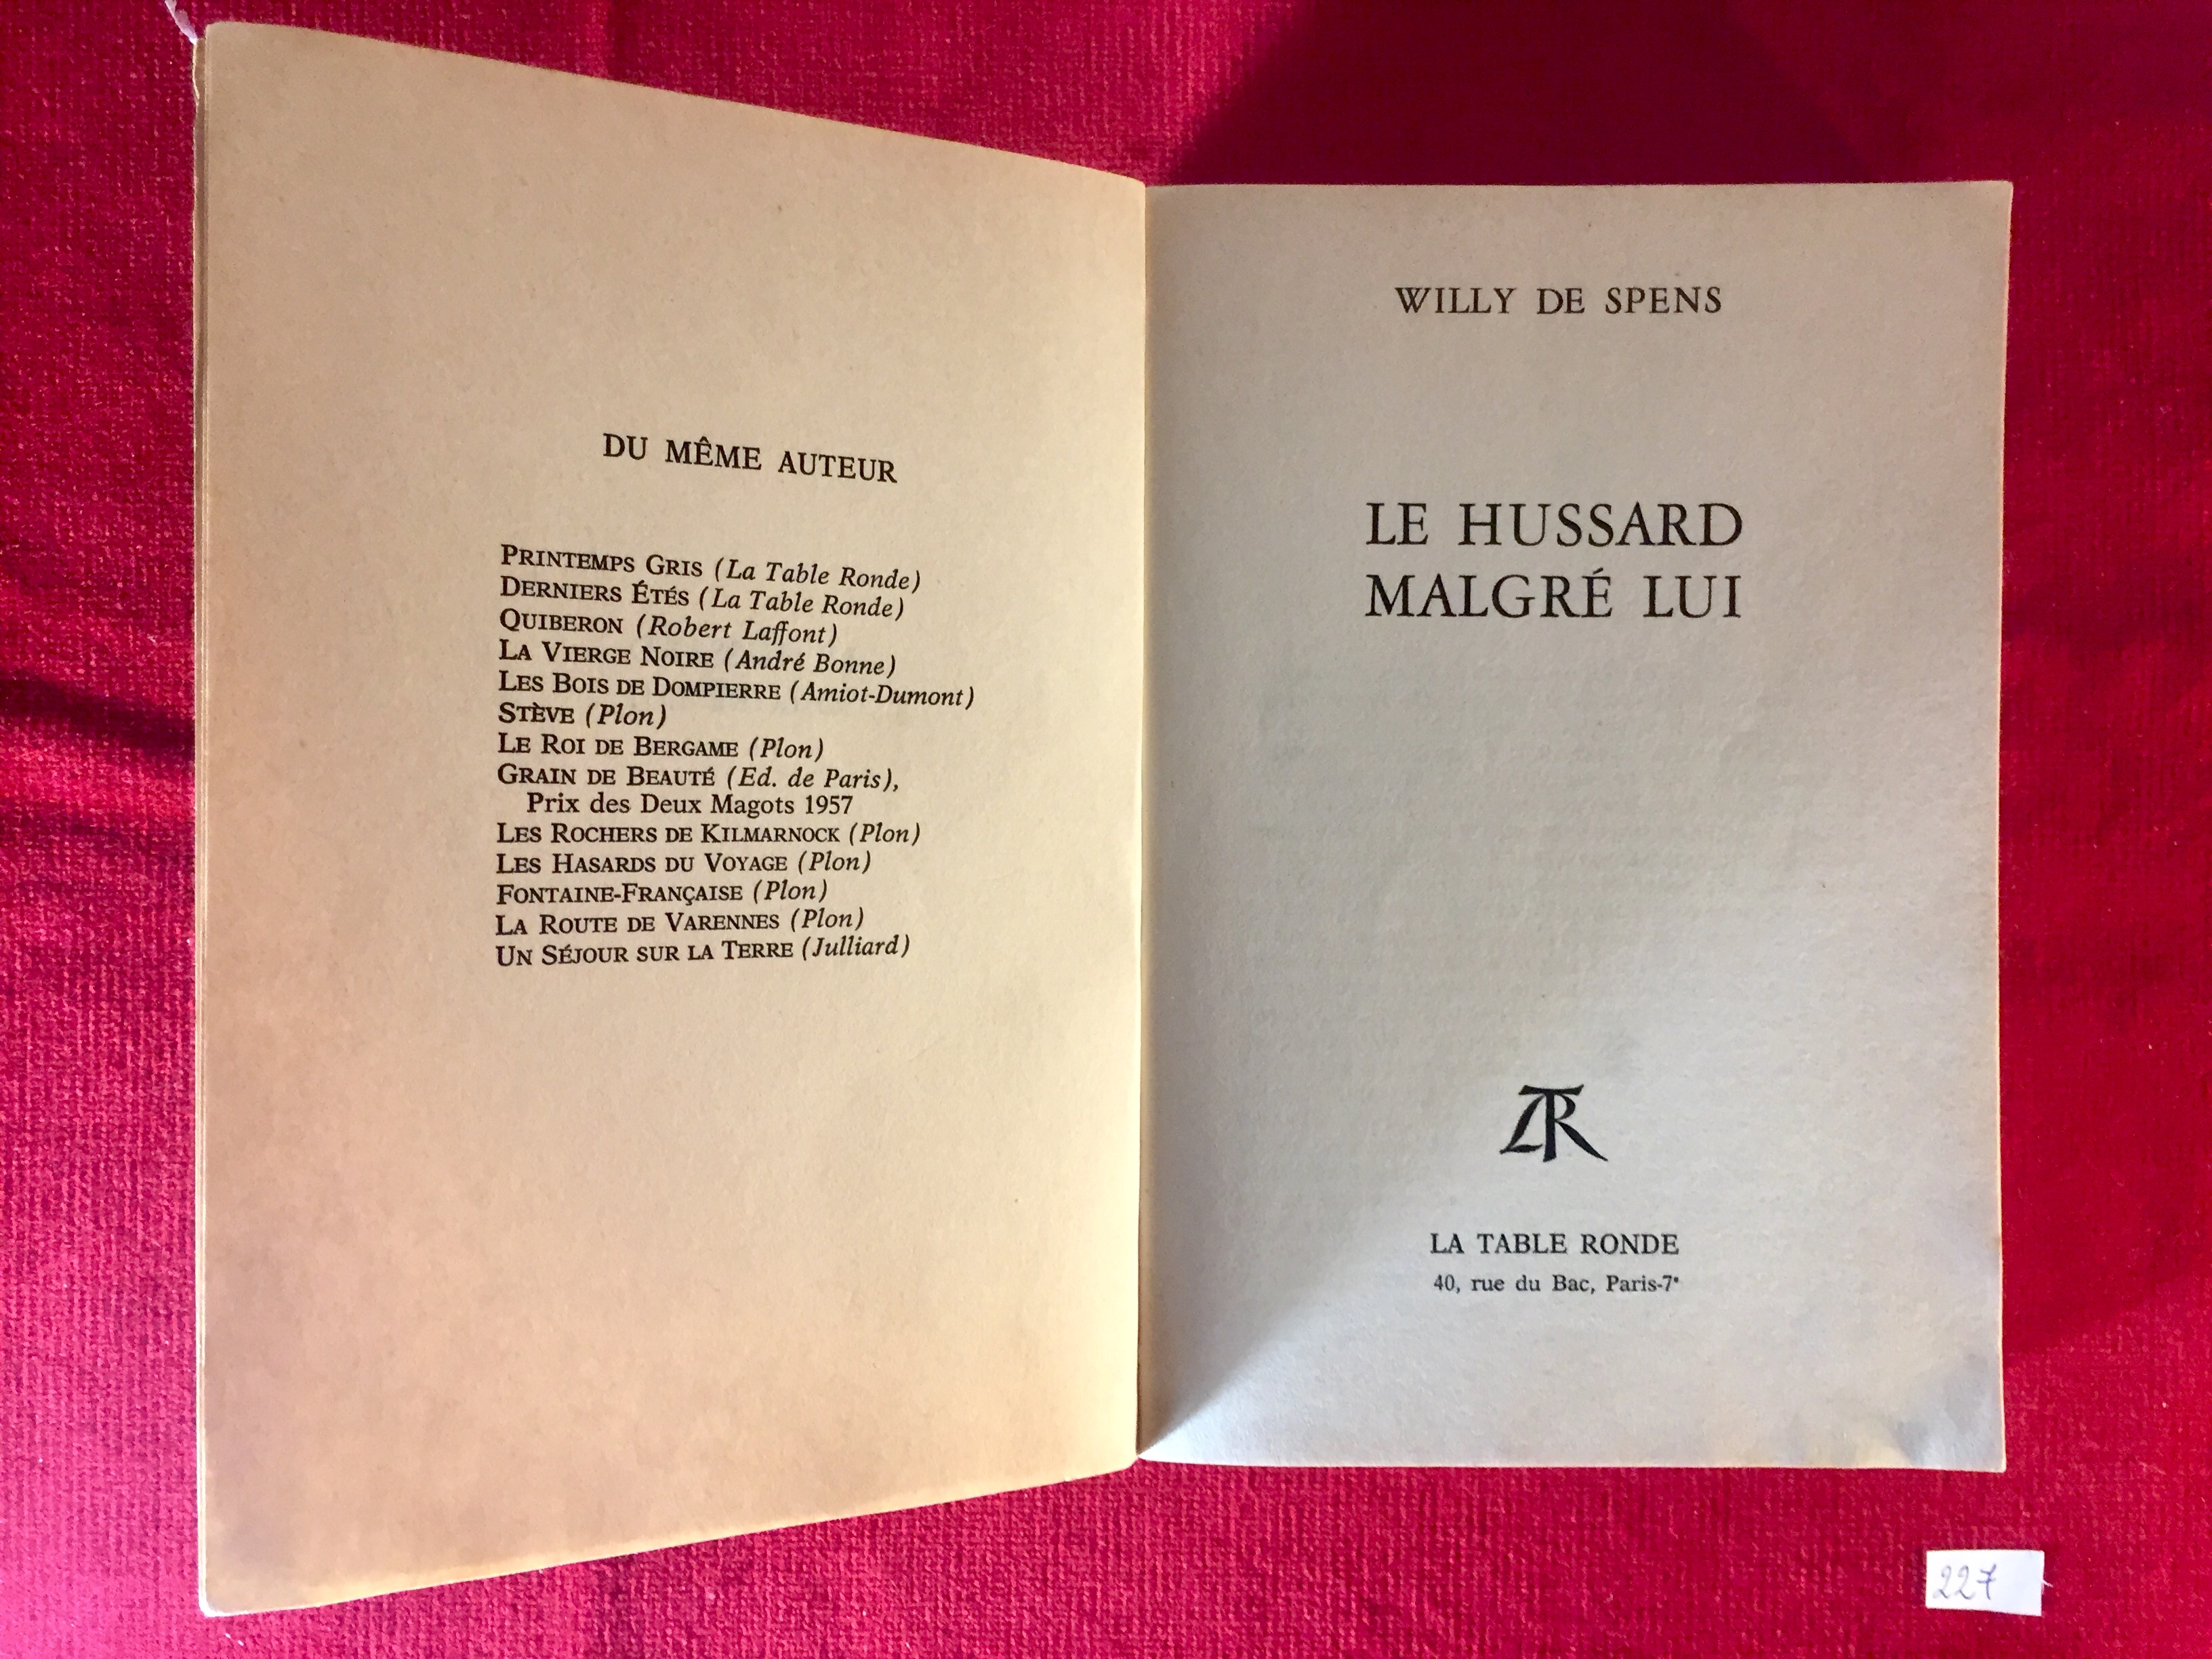 DU MÊME AUTEUR
PRINTEMPS GRIS (La Table Ronde)
DERNIERS ÉTÉS (La Table Ronde)
QUIBERON (Robert Laffont)
LA VIERGE NOIRE (André Bonne)
LES BOIS DE DOMPIERRE (Amiot-Dumont)
STÈVE (Plon)
LE ROI DE BERGAME (Plon)
GRAIN DE BEAUTÉ (Ed. de Paris),
Prix des Deux Magots 1957
LES ROCHERS DE KILMARNOCK (Plon)
LES HASARDS DU VOYAGE (Plon)
FONTAINE-FRANÇAISE (Plon)
LA ROUTE DE VARENNES (Plon)
UN SÉJOUR SUR LA TERRE (Julliard)
WILLY DE SPENS
LE HUSSARD
MALGRÉ LUI
LTR
LA TABLE RONDE
40, rue du Bac, Paris-7e
227